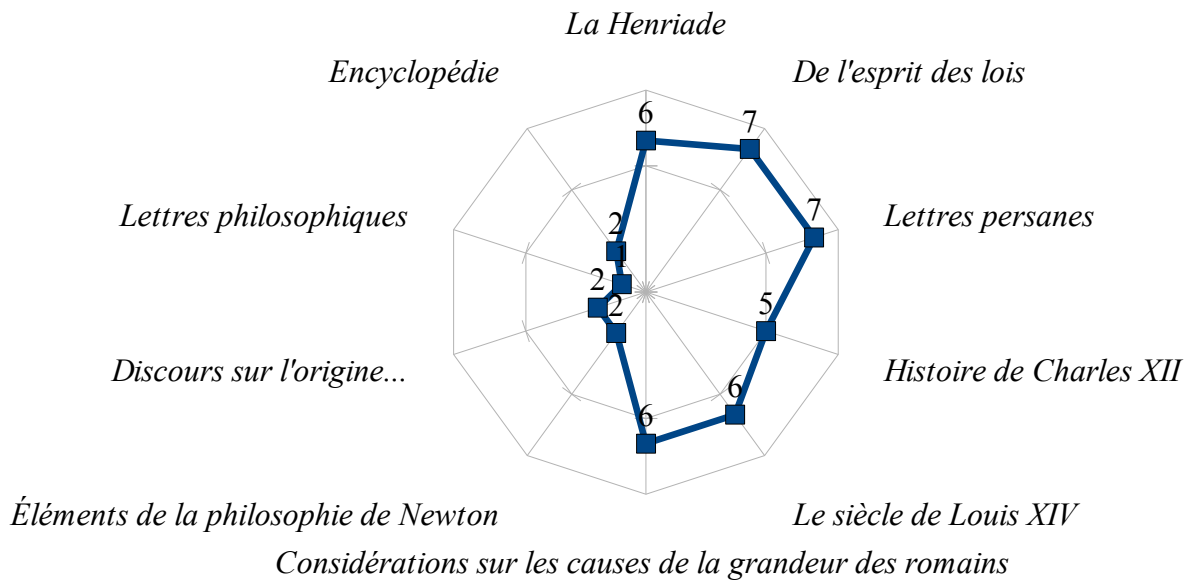 La Henriade
Encyclopédie
De l'esprit des lois
6
7
Lettres philosophiques
Lettres persanes
7
2
1
2
5
2
Discours sur l'origine...
Histoire de Charles XII
6
6
Éléments de la philosophie de Newton
Le siècle de Louis XIV
Considérations sur les causes de la grandeur des romains